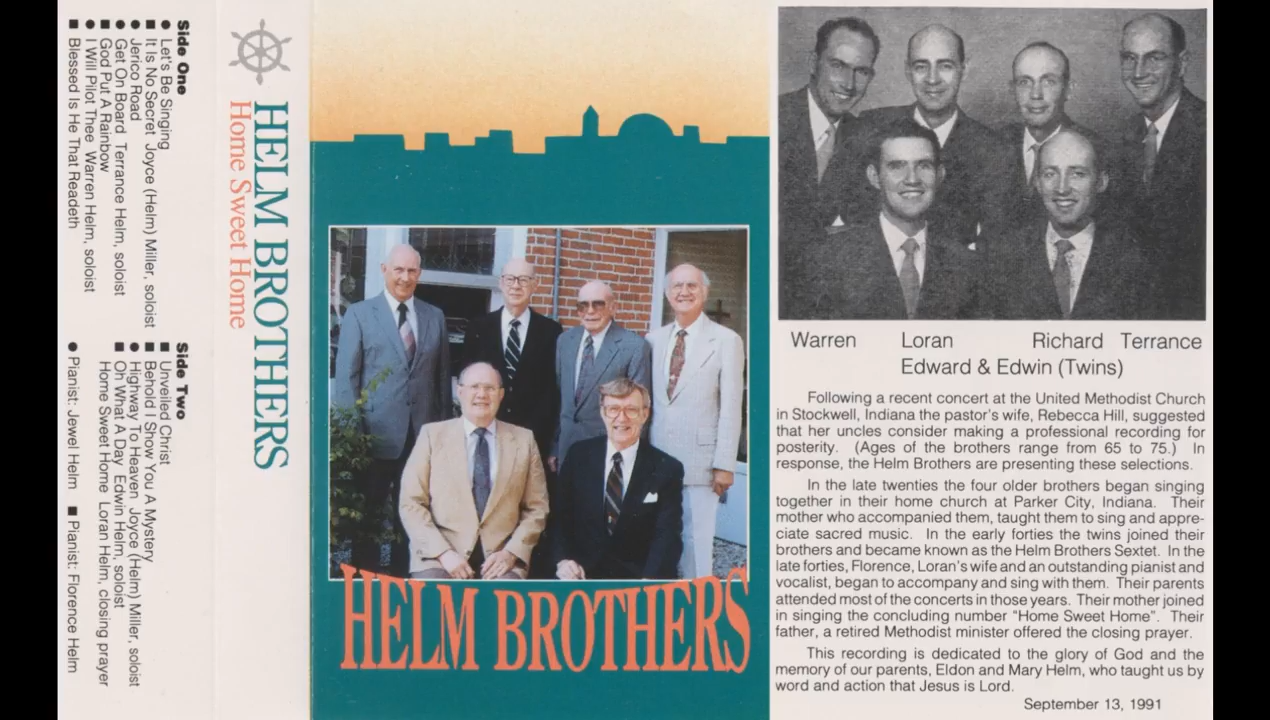 Side One
● Let's Be Singing
■ It Is No Secret Joyce (Helm) Miller, soloist
● Jerico Road
● Get On Board Terrance Helm, soloist
■ God Put A Rainbow
● I Will Pilot Thee Warren Helm, soloist
■ Blessed Is He That Readeth
Side Two
■ Unveiled Christ
■ Behold I Show You A Mystery
● Highway To Heaven Joyce (Helm) Miller, soloist
■ Oh What A Day Edwin Helm, soloist
Home Sweet Home Loran Helm, closing prayer
● Pianist: Jewel Helm ■ Pianist: Florence Helm
HELM BROTHERS
Home Sweet Home
HELM BROTHERS
Warren Loran Richard Terrance
Edward & Edwin (Twins)
Following a recent concert at the United Methodist Church
in Stockwell, Indiana the pastor's wife, Rebecca Hill, suggested
that her uncles consider making a professional recording for
posterity. (Ages of the brothers range from 65 to 75.) In
response, the Helm Brothers are presenting these selections.
In the late twenties the four older brothers began singing
together in their home church at Parker City, Indiana. Their
mother who accompanied them, taught them to sing and appre-
ciate sacred music. In the early forties the twins joined their
brothers and became known as the Helm Brothers Sextet. In the
late forties, Florence, Loran's wife and an outstanding pianist and
vocalist, began to accompany and sing with them. Their parents
attended most of the concerts in those years. Their mother joined
in singing the concluding number "Home Sweet Home". Their
father, a retired Methodist minister offered the closing prayer.
This recording is dedicated to the glory of God and the
memory of our parents, Eldon and Mary Helm, who taught us by
word and action that Jesus is Lord.
September 13, 1991